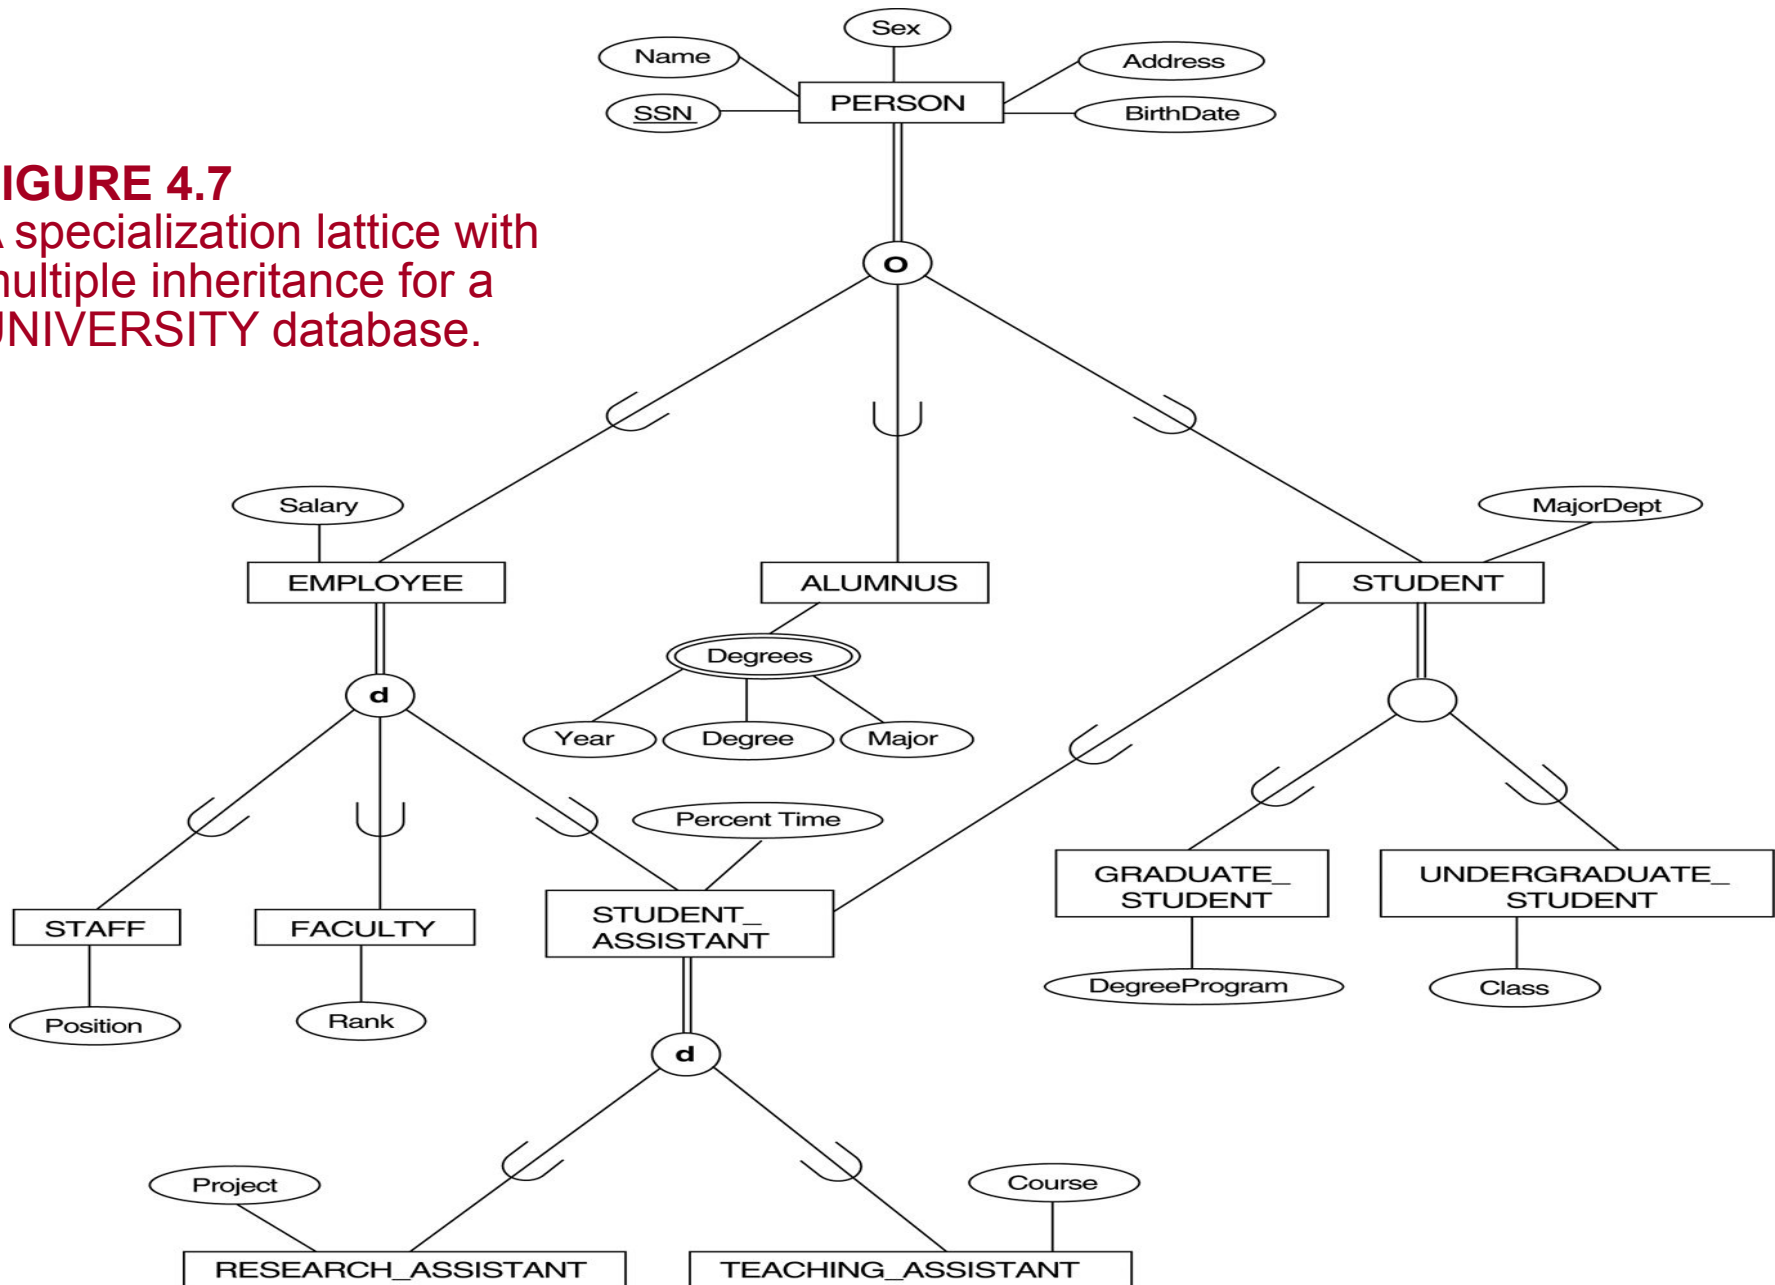 Sex
Name
Address
PERSON
SSN
BirthDate
IGURE 4.7
specialization lattice with
ultiple inheritance for a
NIVERSITY database.
O
Salary
MajorDept
EMPLOYEE
ALUMNUS
STUDENT
Degrees
d
Year
Degree
Major
Percent Time
GRADUATE_
STUDENT
UNDERGRADUATE_
STUDENT
STAFF
FACULTY
STUDENT_
ASSISTANT
DegreeProgram
Class
Position
Rank
d
Project
Course
RESEARCH_ASSISTANT
TEACHING_ASSISTANT